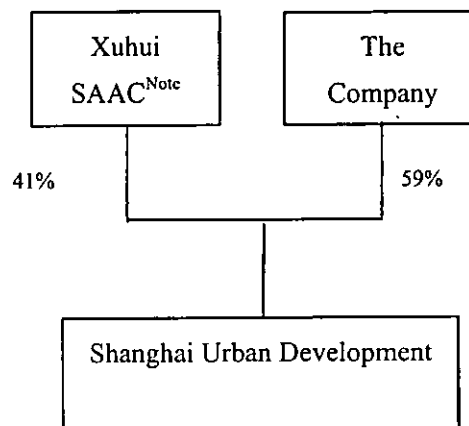 Xuhui
SAAC^Note
The
Company
41%
59%
Shanghai Urban Development